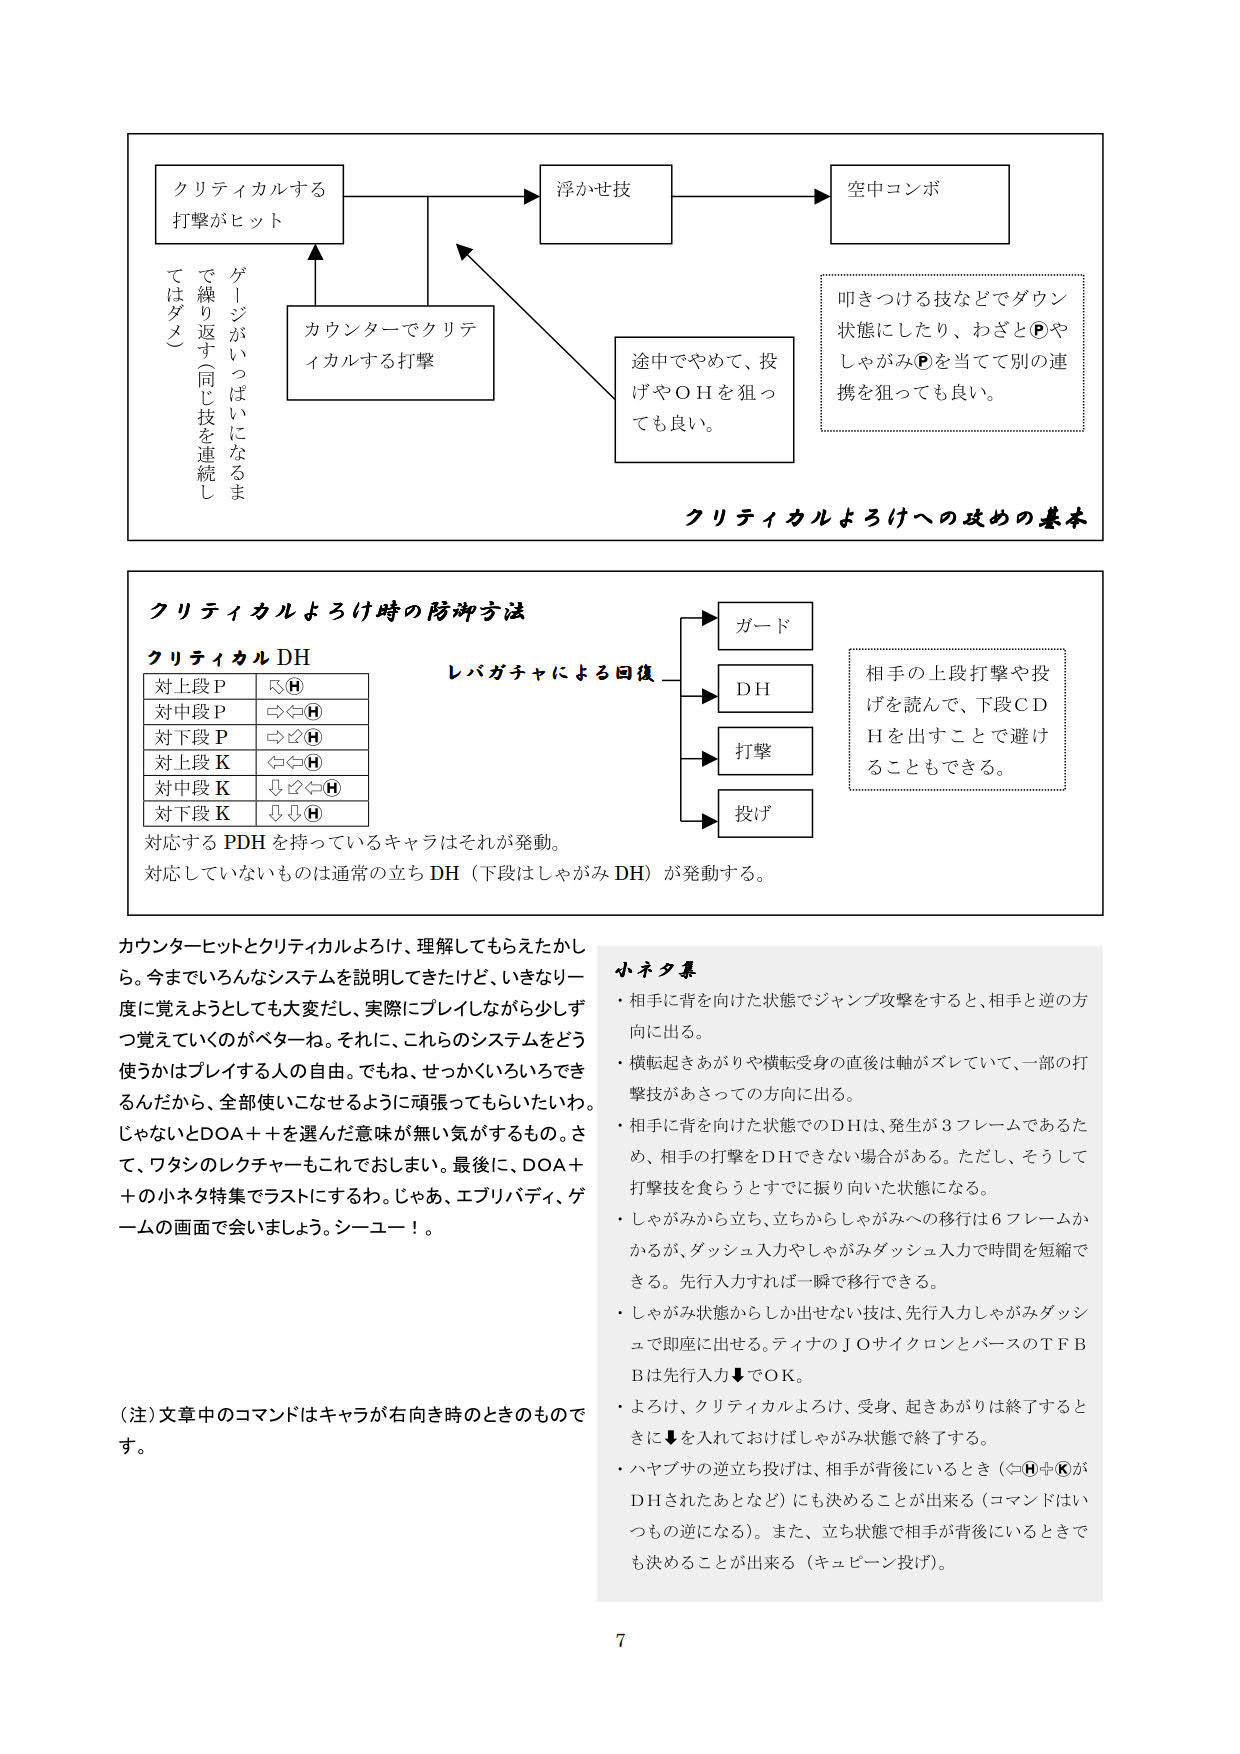 クリティカルする
打撃がヒット
浮かせ技
空中コンボ
ゲージがいっぱいになるま
で繰り返す（同じ技を連続し
てはダメ）
カウンターでクリテ
ィカルする打撃
途中でやめて、投
げやＯＨを狙っ
ても良い。
叩きつける技などでダウン
状態にしたり、わざとⓅや
しゃがみⓅを当てて別の連
携を狙っても良い。
クリティカルよろけへの攻めの基本
クリティカルよろけ時の防御方法
クリティカル DH
対上段Ｐ ⇖Ⓗ
対中段Ｐ ⇨⇦Ⓗ
対下段 P ⇨⬃Ⓗ
対上段 K ⇦⇦Ⓗ
対中段 K ⇩⬃⇦Ⓗ
対下段 K ⇩⇩Ⓗ
対応する PDH を持っているキャラはそれが発動。
対応していないものは通常の立ち DH（下段はしゃがみ DH）が発動する。
レバガチャによる回復
ガード
ＤＨ
打撃
投げ
相手の上段打撃や投
げを読んで、下段ＣＤ
Ｈを出すことで避け
ることもできる。
カウンターヒットとクリティカルよろけ、理解してもらえたかし
ら。今までいろんなシステムを説明してきたけど、いきなり一
度に覚えようとしても大変だし、実際にプレイしながら少しず
つ覚えていくのがベターね。それに、これらのシステムをどう
使うかはプレイする人の自由。でもね、せっかくいろいろでき
るんだから、全部使いこなせるように頑張ってもらいたいわ。
じゃないとDOA＋＋を選んだ意味が無い気がするもの。さ
て、ワタシのレクチャーもこれでおしまい。最後に、DOA＋
＋の小ネタ特集でラストにするわ。じゃあ、エブリバディ、ゲ
ームの画面で会いましょう。シーユー！。
（注）文章中のコマンドはキャラが右向き時のときのもので
す。
小ネタ集
・相手に背を向けた状態でジャンプ攻撃をすると、相手と逆の方
向に出る。
・横転起きあがりや横転受身の直後は軸がズレていて、一部の打
撃技があさっての方向に出る。
・相手に背を向けた状態でのＤＨは、発生が３フレームであるた
め、相手の打撃をＤＨできない場合がある。ただし、そうして
打撃技を食らうとすでに振り向いた状態になる。
・しゃがみから立ち、立ちからしゃがみへの移行は６フレームか
かるが、ダッシュ入力やしゃがみダッシュ入力で時間を短縮で
きる。先行入力すれば一瞬で移行できる。
・しゃがみ状態からしか出せない技は、先行入力しゃがみダッシ
ュで即座に出せる。ティナのＪＯサイクロンとバースのＴＦＢ
Ｂは先行入力⬇でＯＫ。
・よろけ、クリティカルよろけ、受身、起きあがりは終了すると
きに⬇を入れておけばしゃがみ状態で終了する。
・ハヤブサの逆立ち投げは、相手が背後にいるとき（⇦Ⓗ＋Ⓚが
ＤＨされたあとなど）にも決めることが出来る（コマンドはい
つもの逆になる）。また、立ち状態で相手が背後にいるときで
も決めることが出来る（キュピーン投げ）。
7